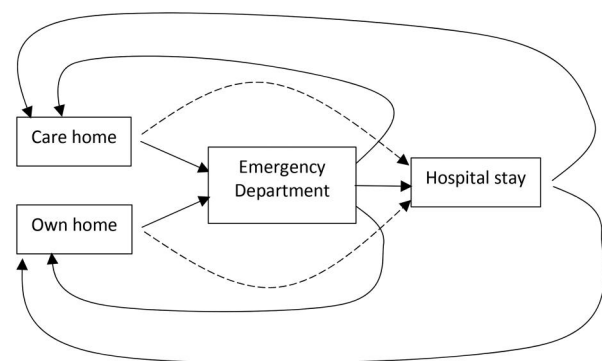 Care home
Emergency
Department
Hospital stay
Own home